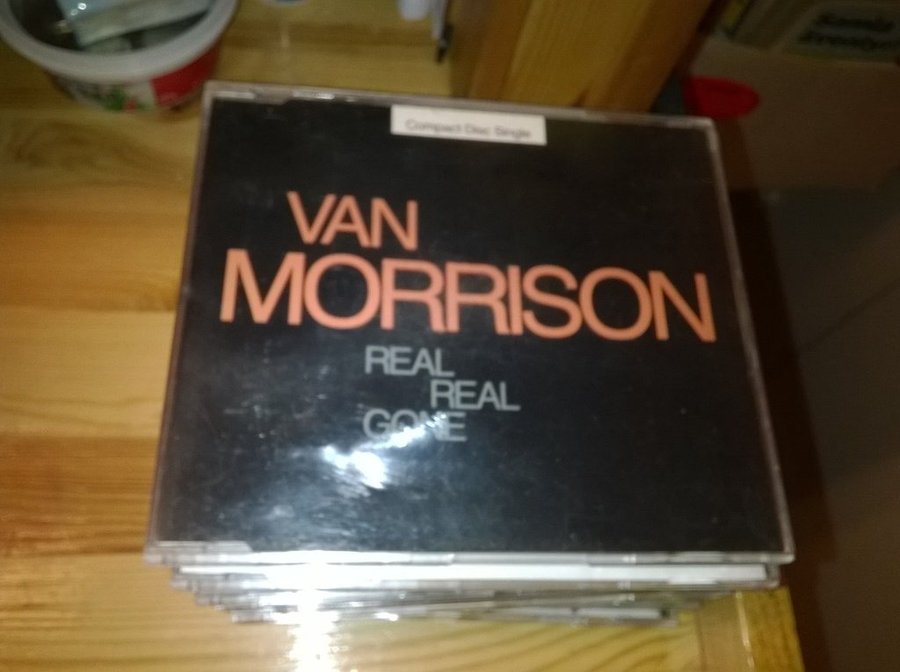 Compact Disc Single
VAN
MORRISON
REAL
REAL
GONE